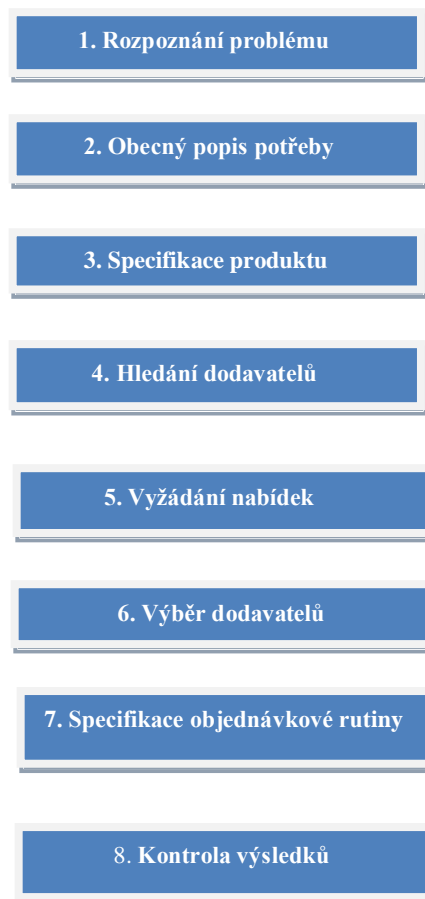 1. Rozpoznání problému
2. Obecný popis potřeby
3. Specifikace produktu
4. Hledání dodavatelů
5. Vyžádání nabídek
6. Výběr dodavatelů
7. Specifikace objednávkové rutiny
8. Kontrola výsledků